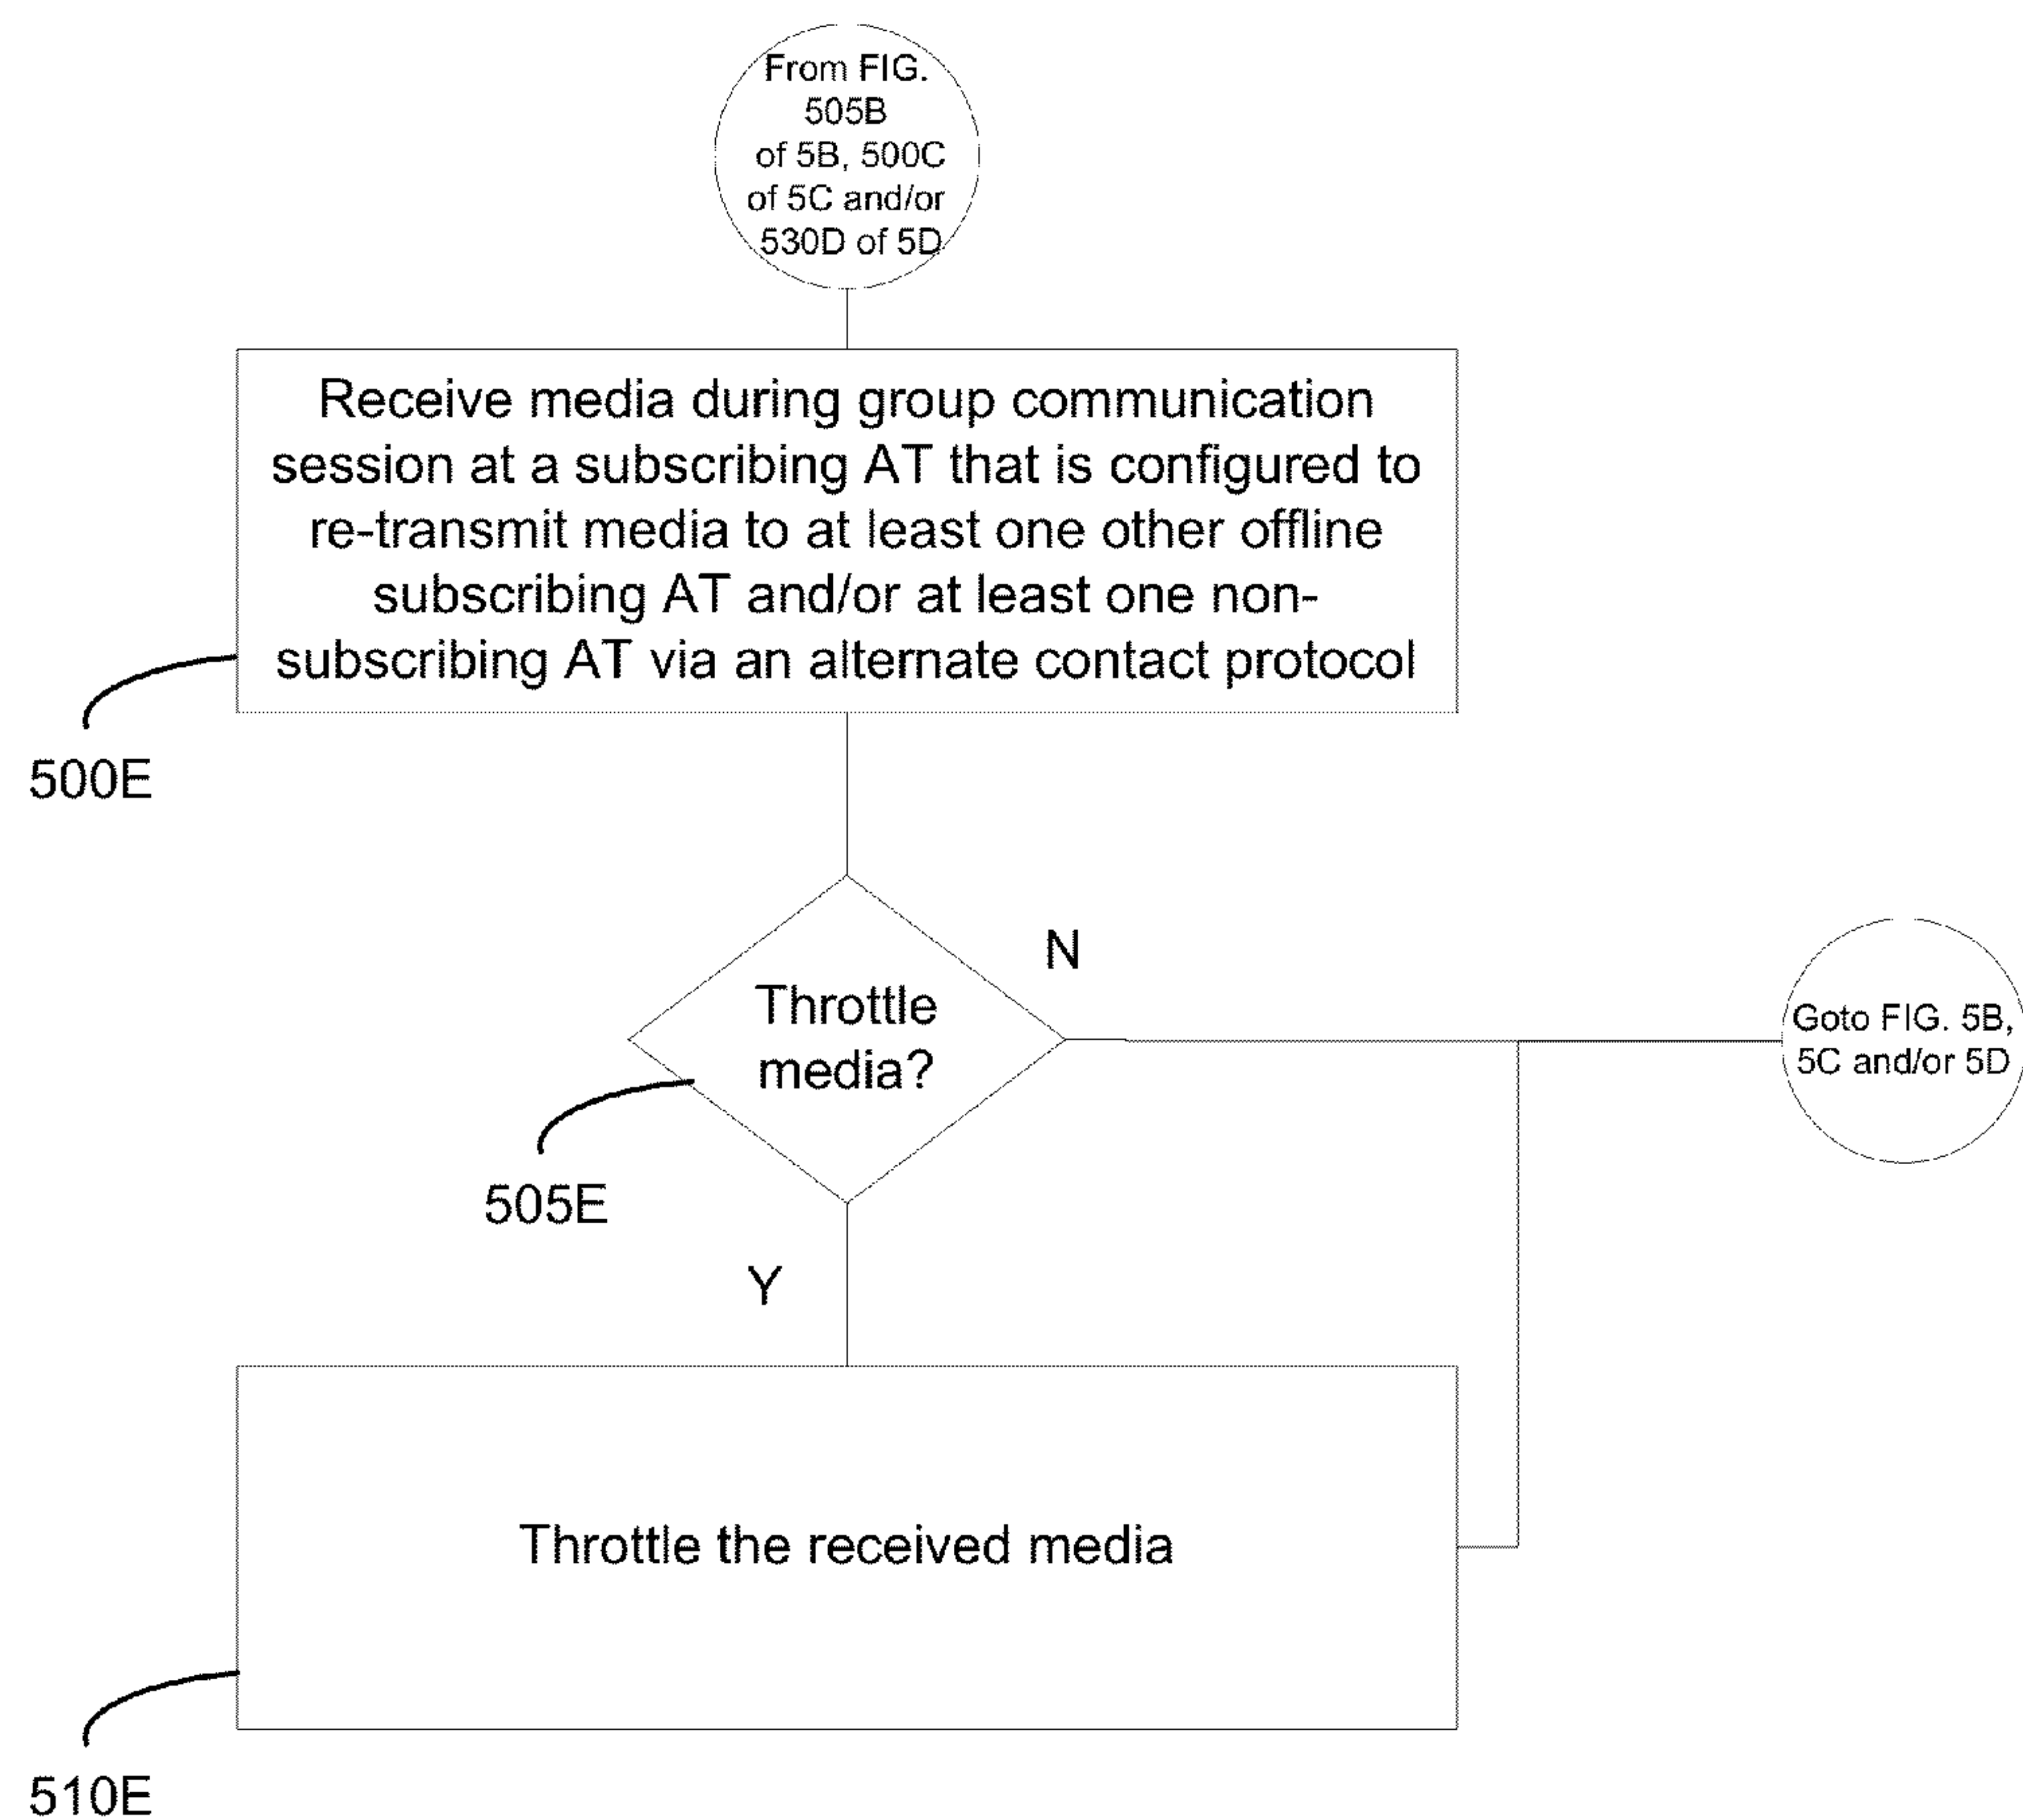 From FIG.
505B
of 5B, 500C
of 5C and/or
530D of 5D
Receive media during group communication
session at a subscribing AT that is configured to
re-transmit media to at least one other offline
subscribing AT and/or at least one non-
subscribing AT via an alternate contact protocol
500E
N
Throttle
media?
Goto FIG. 5B,
5C and/or 5D
505E
Y
Throttle the received media
510E